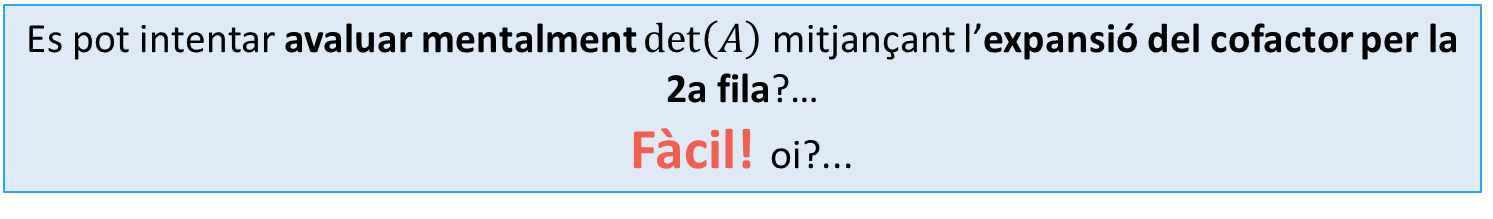 Es pot intentar avaluar mentalment det(𝐴) mitjançant l’expansió del cofactor per la
2a fila?...
Fàcil! oi?...